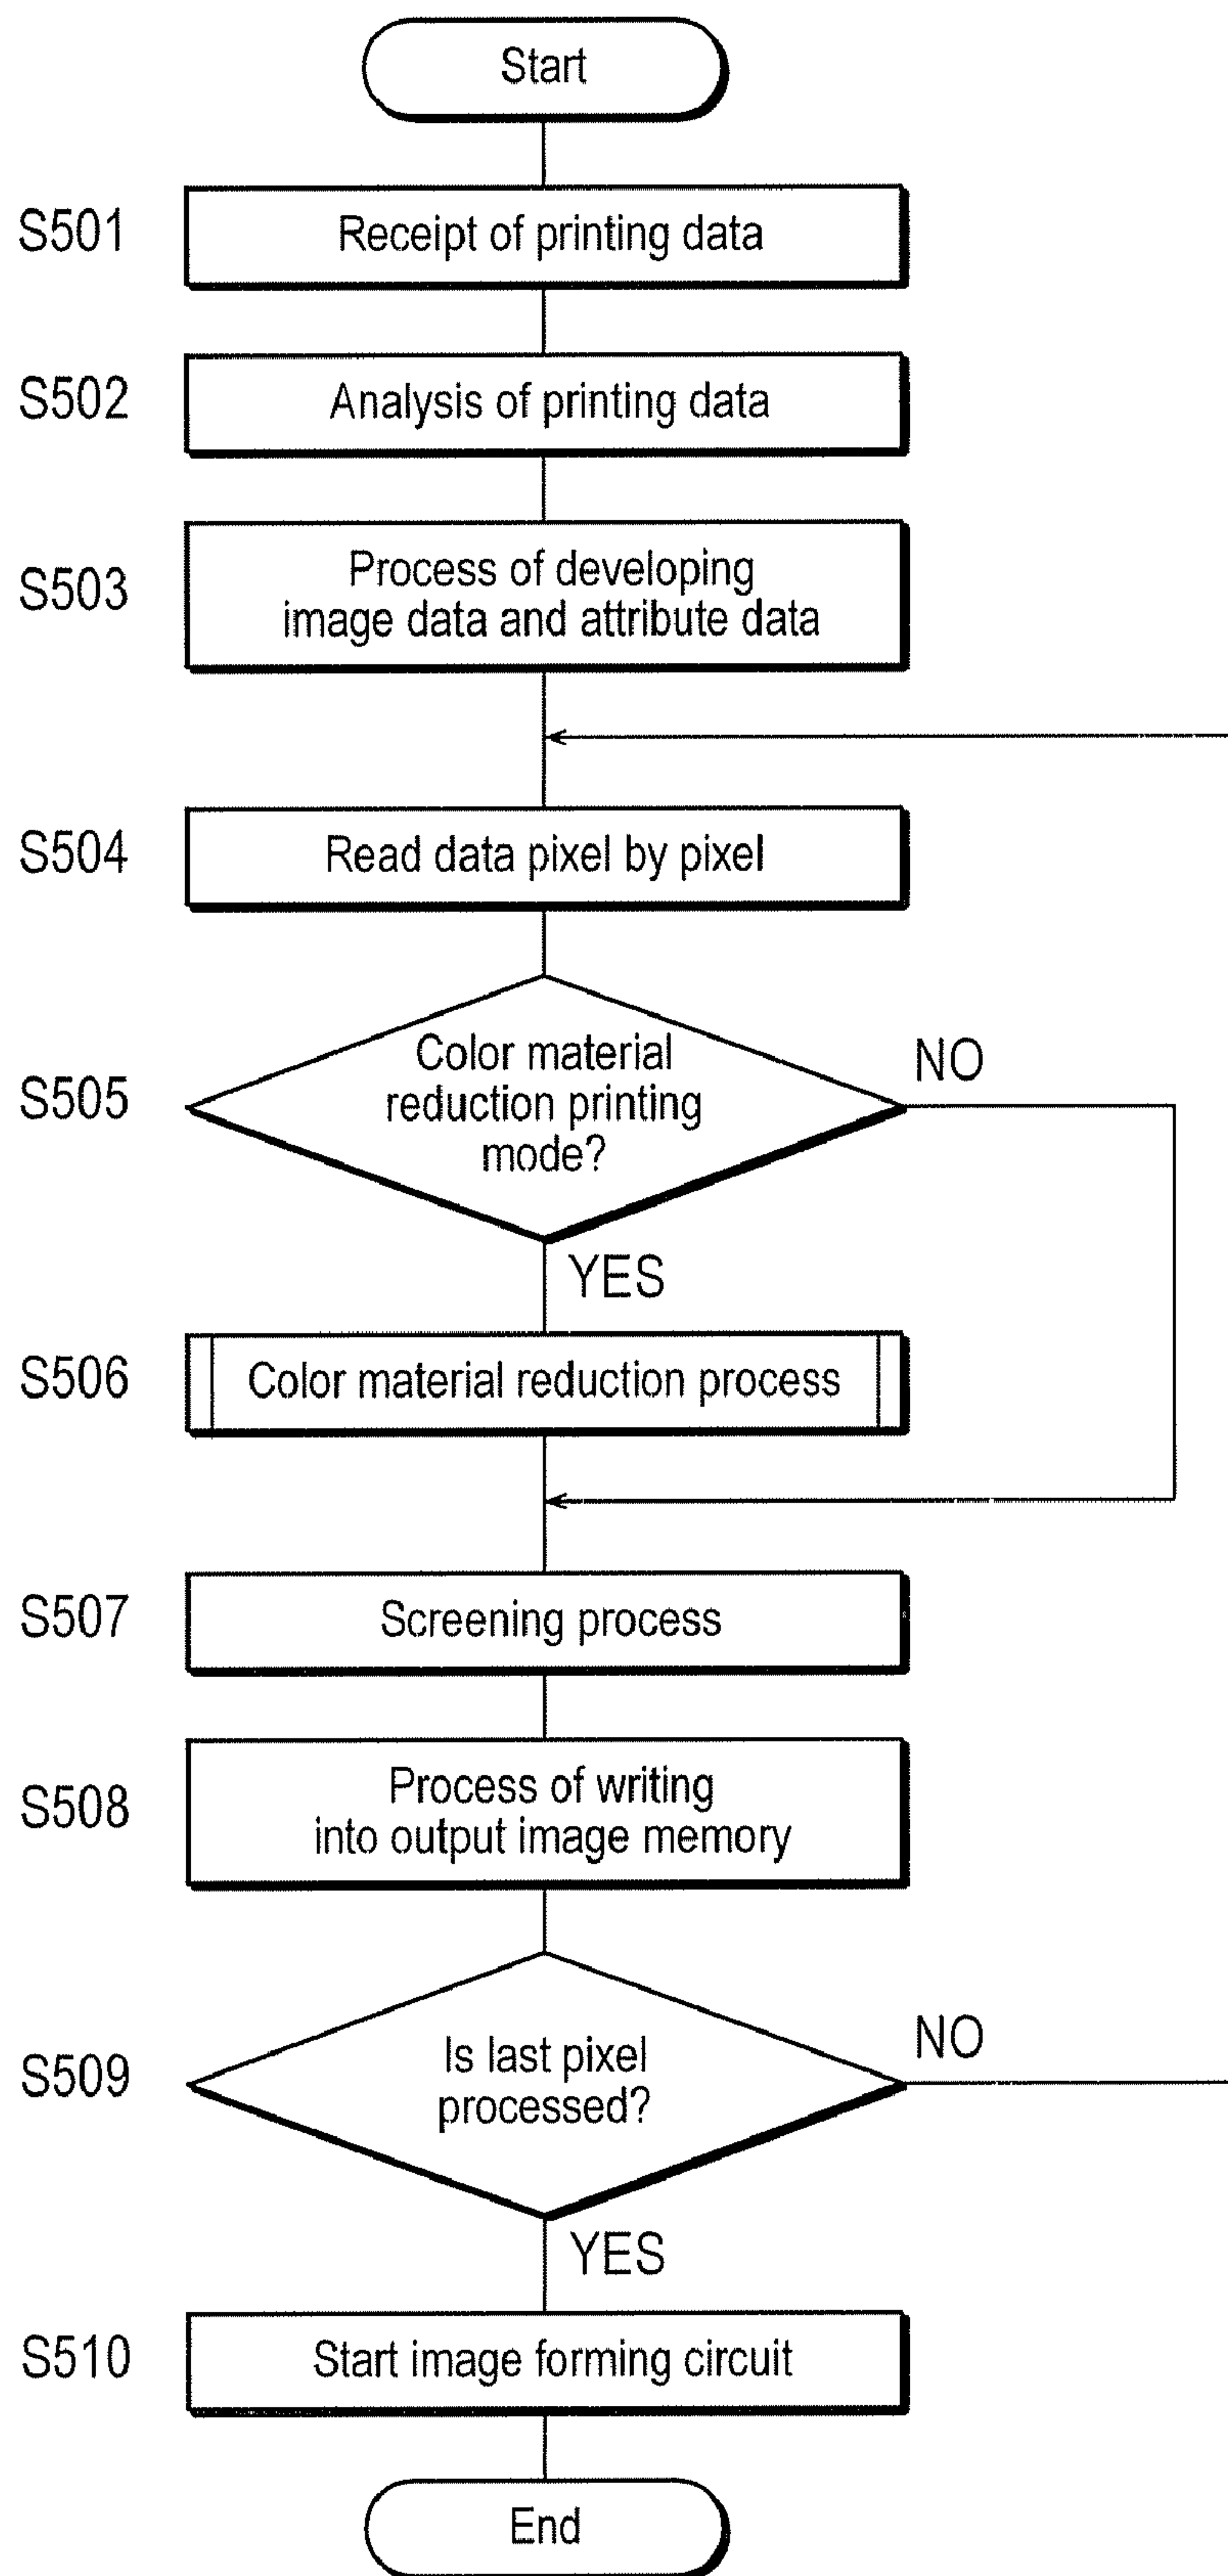 Start
S501
Receipt of printing data
S502
Analysis of printing data
S503
Process of developing
image data and attribute data
S504
Read data pixel by pixel
S505
Color material
reduction printing
mode?
NO
YES
S506
Color material reduction process
S507
Screening process
S508
Process of writing
into output image memory
S509
Is last pixel
processed?
NO
YES
S510
Start image forming circuit
End